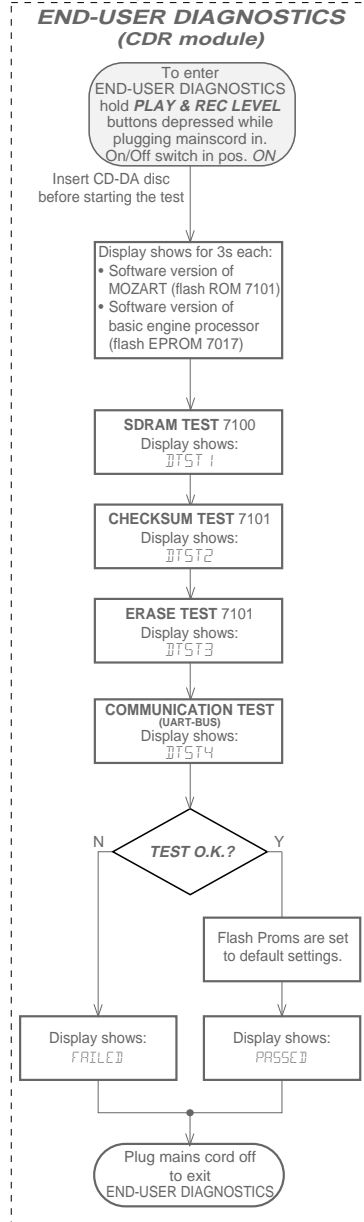 END-USER DIAGNOSTICS
(CDR module)
To enter
END-USER DIAGNOSTICS
hold PLAY & REC LEVEL
buttons depressed while
plugging mainscord in.
On/Off switch in pos. ON
Insert CD-DA disc
before starting the test
Display shows for 3s each:
• Software version of
MOZART (flash ROM 7101)
• Software version of
basic engine processor
(flash EPROM 7017)
SDRAM TEST 7100
Display shows:
DTST1
CHECKSUM TEST 7101
Display shows:
DTST2
ERASE TEST 7101
Display shows:
DTST3
COMMUNICATION TEST
(UART-BUS)
Display shows:
DTST4
N
TEST O.K.?
Y
Flash Proms are set
to default settings.
Display shows:
FAILED
Display shows:
PASSED
Plug mains cord off
to exit
END-USER DIAGNOSTICS